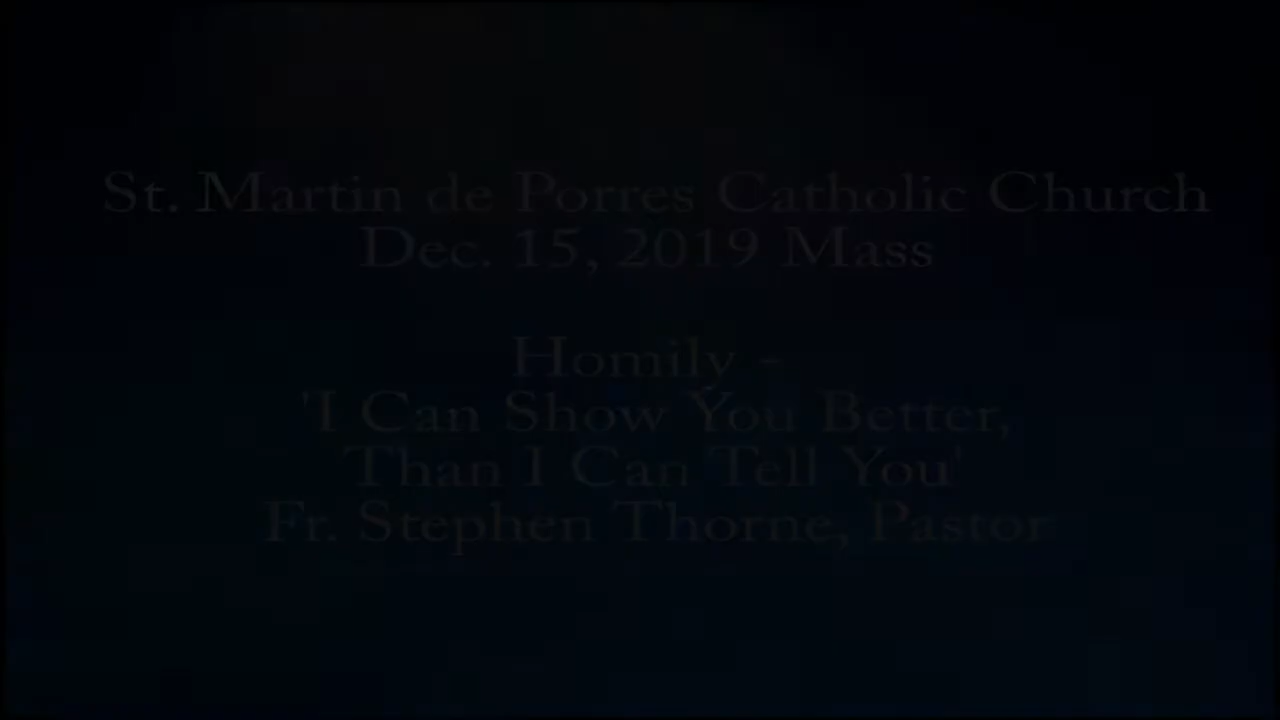 St. Martin de Porres Catholic Church
Dec. 15, 2019 Mass
Homily -
'I Can Show You Better,
Than I Can Tell You'
Fr. Stephen Thorne, Pastor